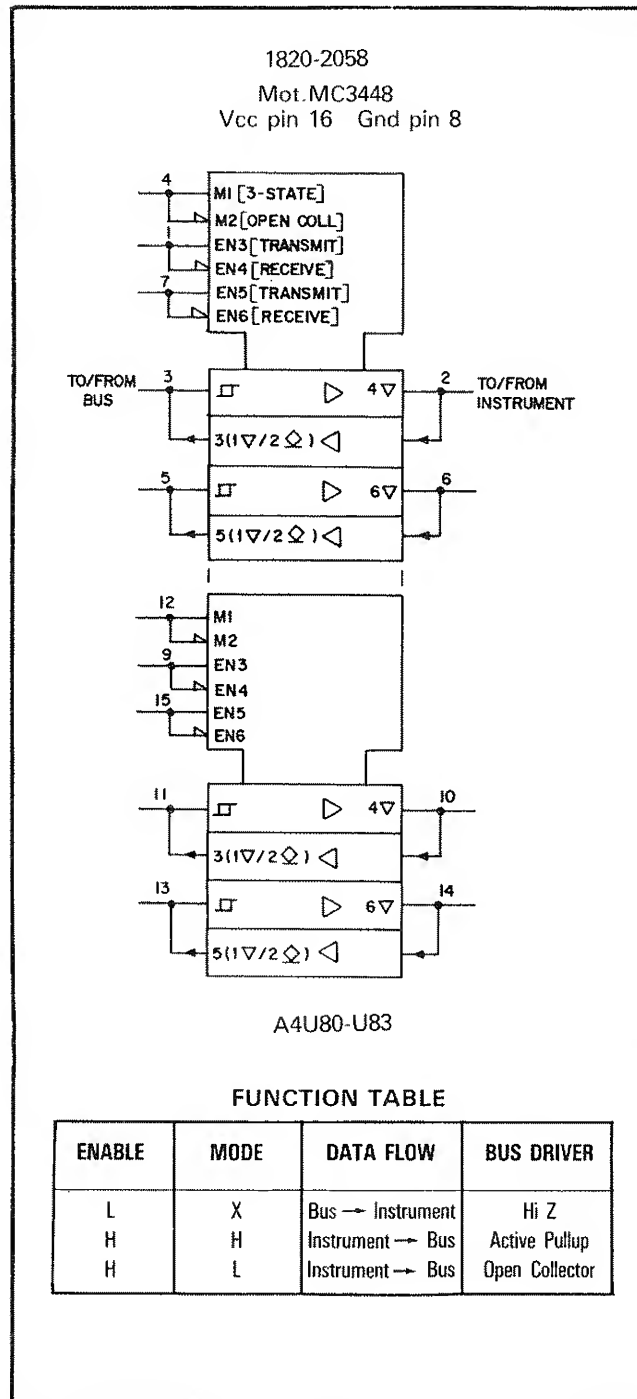 1820-2058
Mot.MC3448
Vcc pin 16 Gnd pin 8
4
M1 [3-STATE]
M2 [OPEN COLL]
1
EN3 [TRANSMIT]
EN4 [RECEIVE]
7
EN5 [TRANSMIT]
EN6 [RECEIVE]
TO/FROM BUS
3
4▽
2
TO/FROM INSTRUMENT
3(1▽/2◇)
5
6▽
6
5(1▽/2◇)
12
M1
M2
9
EN3
EN4
15
EN5
EN6
11
4▽
10
3(1▽/2◇)
13
6▽
14
5(1▽/2◇)
A4U80-U83
FUNCTION TABLE
ENABLE MODE DATA FLOW BUS DRIVER
L X Bus → Instrument Hi Z
H H Instrument → Bus Active Pullup
H L Instrument → Bus Open Collector